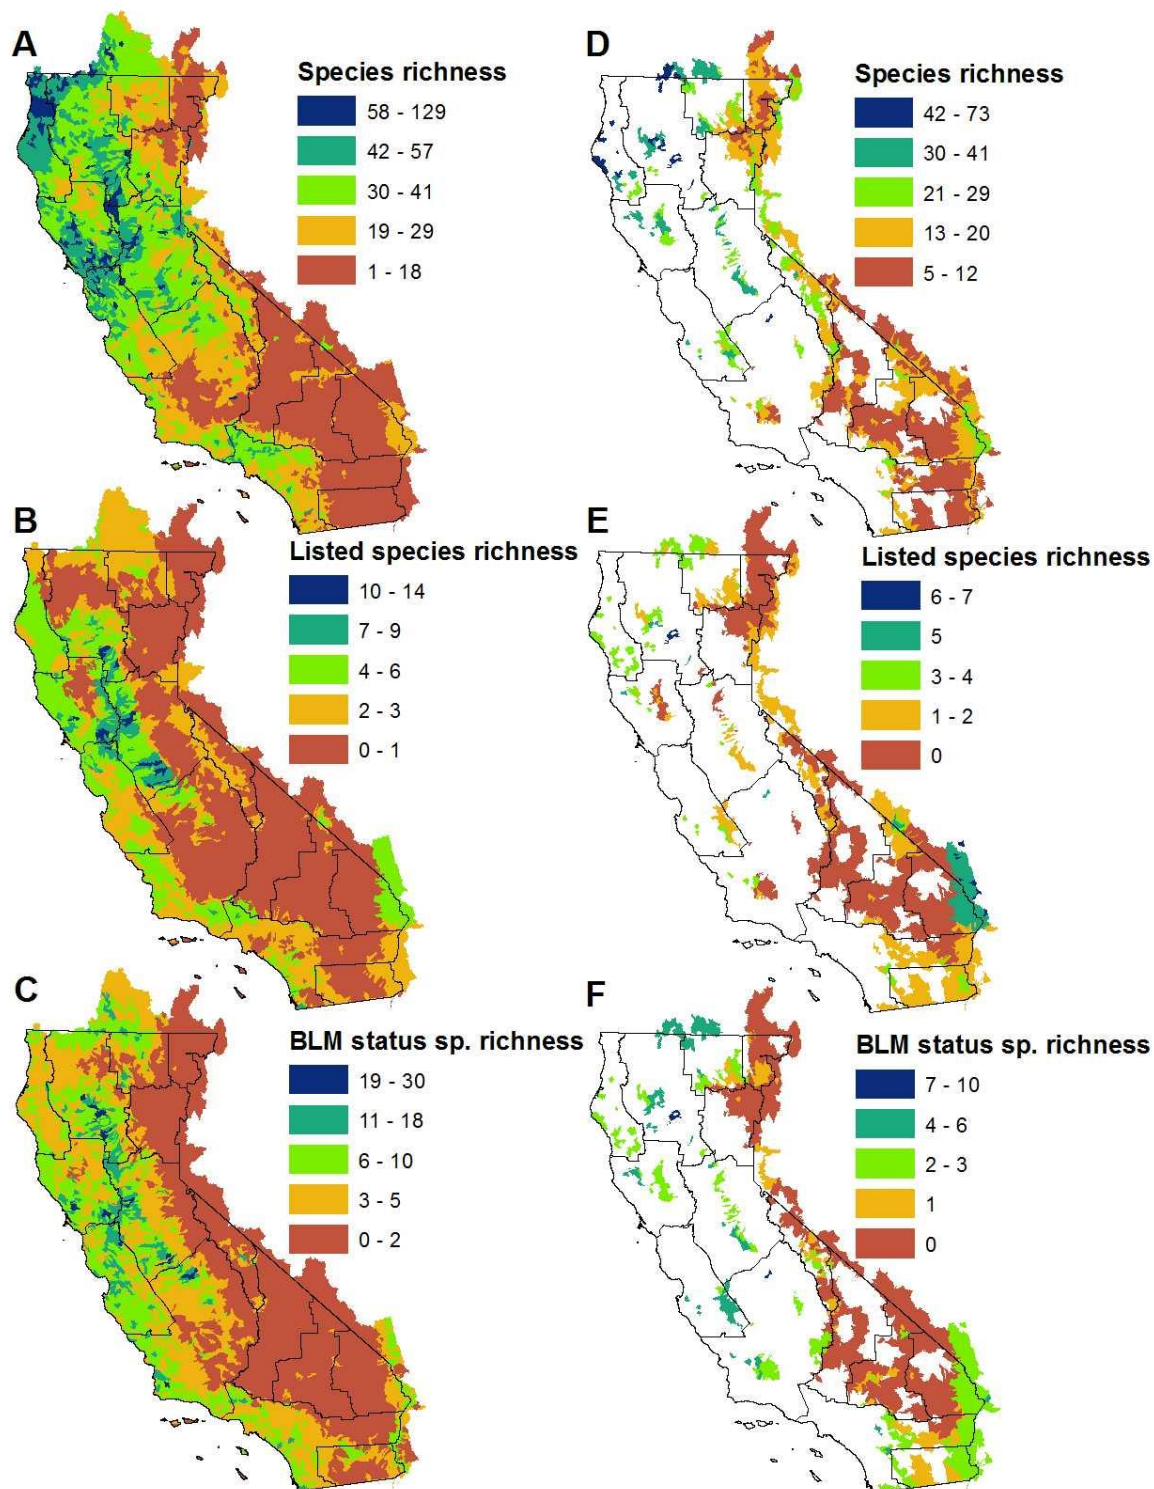 A
Species richness
58 - 129
42 - 57
30 - 41
19 - 29
1 - 18
B
Listed species richness
10 - 14
7 - 9
4 - 6
2 - 3
0 - 1
C
BLM status sp. richness
19 - 30
11 - 18
6 - 10
3 - 5
0 - 2
D
Species richness
42 - 73
30 - 41
21 - 29
13 - 20
5 - 12
E
Listed species richness
6 - 7
5
3 - 4
1 - 2
0
F
BLM status sp. richness
7 - 10
4 - 6
2 - 3
1
0